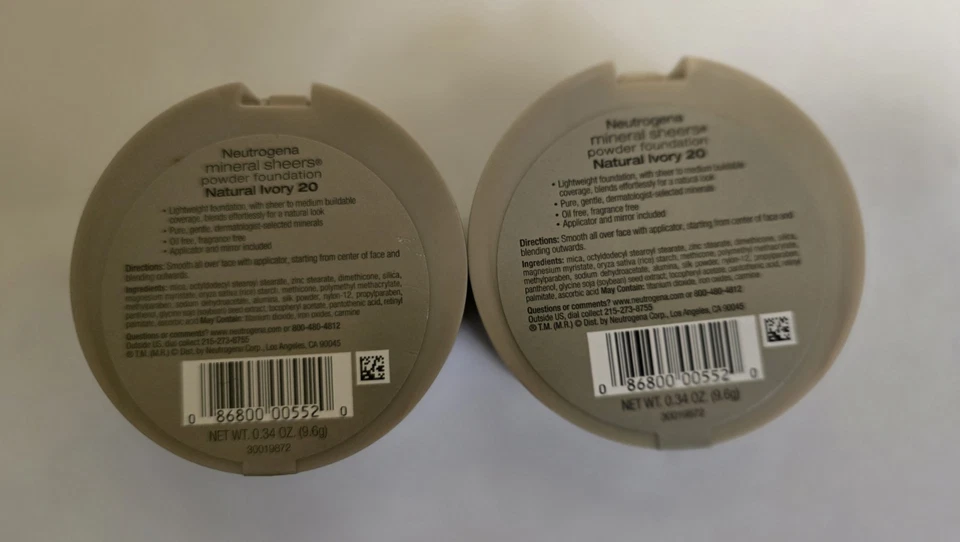 Neutrogena
mineral sheers®
powder foundation
Natural Ivory 20
• Lightweight foundation, with sheer to medium buildable
coverage, blends effortlessly for a natural look
• Pure, gentle, dermatologist-selected minerals
• Oil free, fragrance free
• Applicator and mirror included
Directions: Smooth all over face with applicator, starting from center of face and
blending outwards.
Ingredients: mica, octyldodecyl stearoyl stearate, zinc stearate, dimethicone, silica,
magnesium myristate, oryza sativa (rice) starch, methicone, polymethyl methacrylate,
methylparaben, sodium dehydroacetate, alumina, silk powder, nylon-12, propylparaben,
panthenol, glycine soja (soybean) seed extract, tocopheryl acetate, pantothenic acid, retinyl
palmitate, ascorbic acid May Contain: titanium dioxide, iron oxides, carmine
Questions or comments? www.neutrogena.com or 800-480-4812
Outside US, dial collect 215-273-8755
® T.M. (M.R.) © Dist. by Neutrogena Corp., Los Angeles, CA 90045
0 86800 00552 0
NET WT. 0.34 OZ. (9.6g)
30019872
Neutrogena
mineral sheers®
powder foundation
Natural Ivory 20
• Lightweight foundation, with sheer to medium buildable
coverage, blends effortlessly for a natural look
• Pure, gentle, dermatologist-selected minerals
• Oil free, fragrance free
• Applicator and mirror included
Directions: Smooth all over face with applicator, starting from center of face and
blending outwards.
Ingredients: mica, octyldodecyl stearoyl stearate, zinc stearate, dimethicone, silica,
magnesium myristate, oryza sativa (rice) starch, methicone, polymethyl methacrylate,
methylparaben, sodium dehydroacetate, alumina, silk powder, nylon-12, propylparaben,
panthenol, glycine soja (soybean) seed extract, tocopheryl acetate, pantothenic acid, retinyl
palmitate, ascorbic acid May Contain: titanium dioxide, iron oxides, carmine
Questions or comments? www.neutrogena.com or 800-480-4812
Outside US, dial collect 215-273-8755
® T.M. (M.R.) © Dist. by Neutrogena Corp., Los Angeles, CA 90045
0 86800 00552 0
NET WT. 0.34 OZ. (9.6g)
30019872